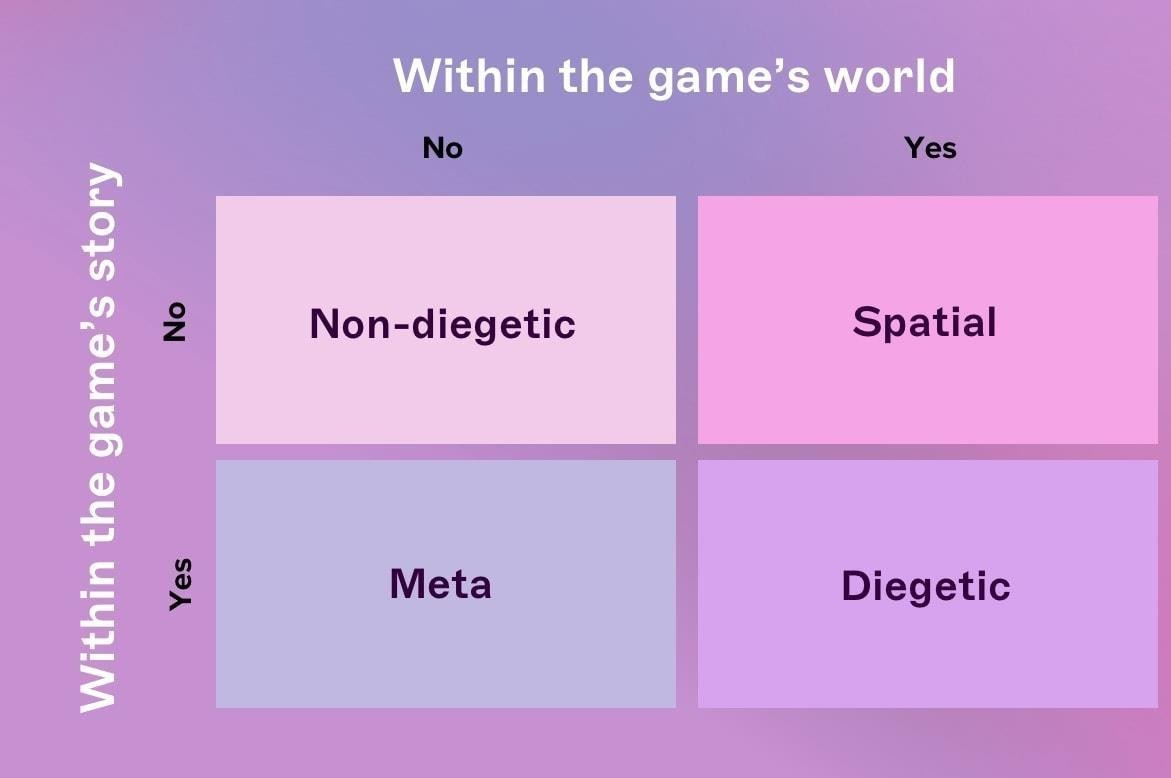 Within the game’s world
No
Yes
Within the game’s story
No
Non-diegetic
Spatial
Yes
Meta
Diegetic